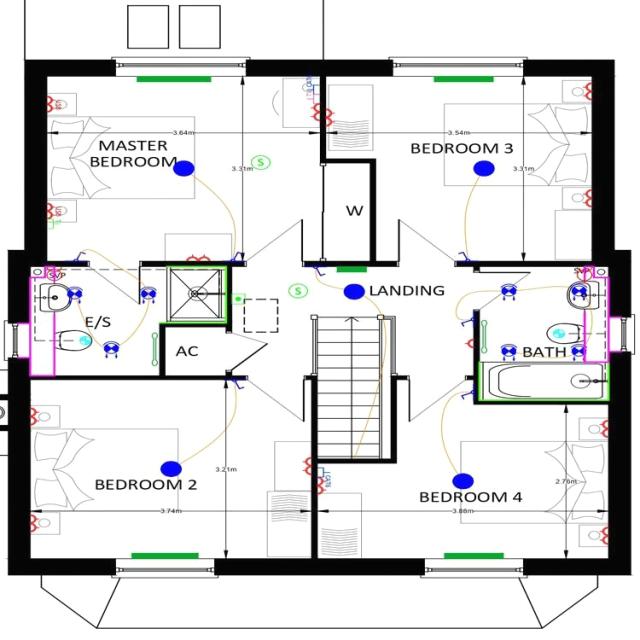 MASTER
BEDROOM
3.64m
3.31m
S
BEDROOM 3
3.54m
3.31m
W
SVP
E/S
AC
S
LANDING
SVP
BATH
BEDROOM 2
3.21m
3.74m
BEDROOM 4
2.76m
3.88m